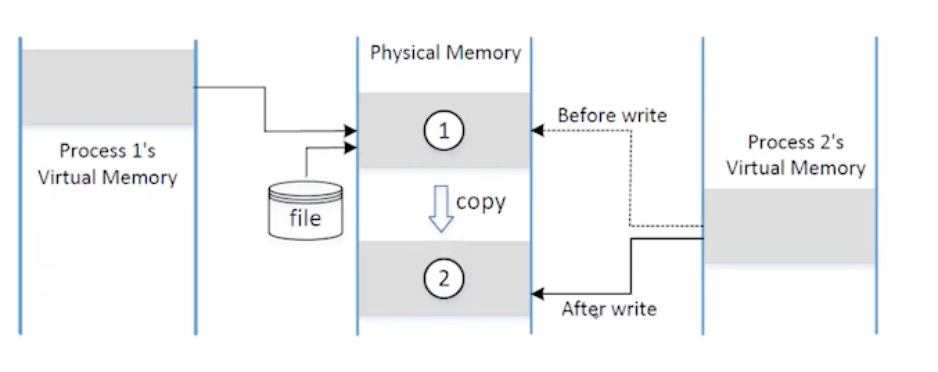 Physical Memory
Process 1's
Virtual Memory
file
1
copy
2
Before write
After write
Process 2's
Virtual Memory